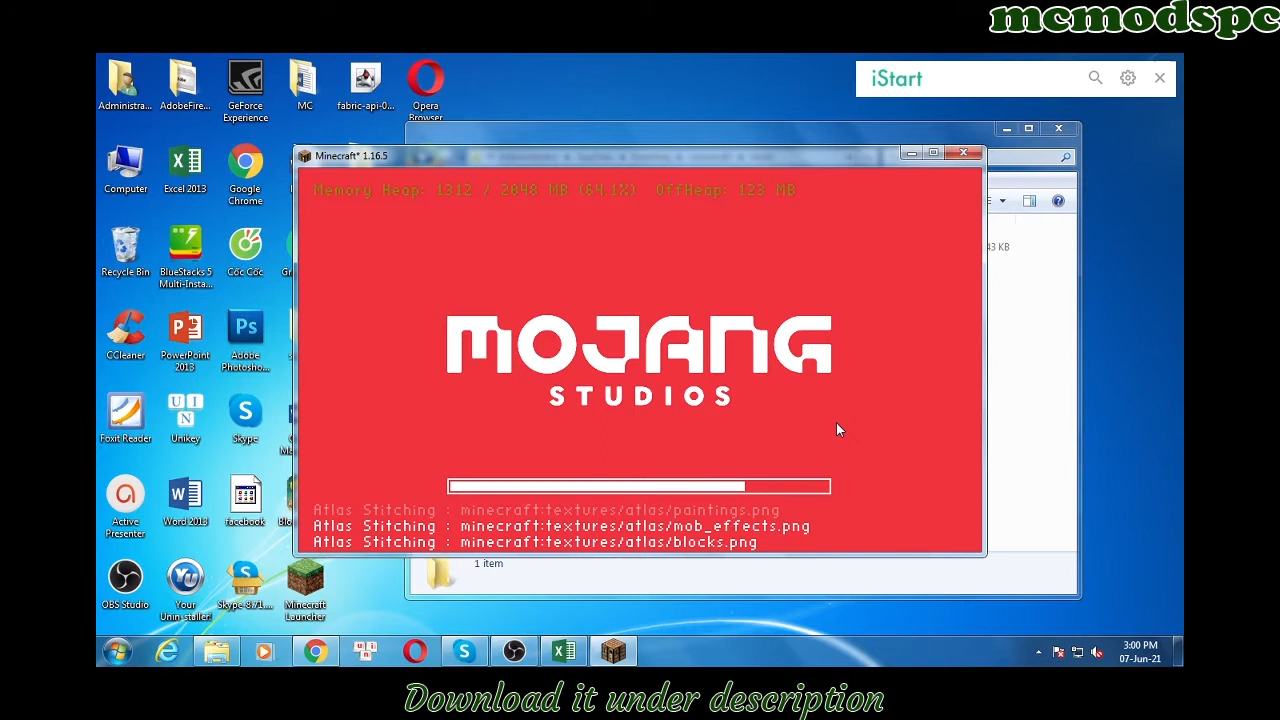 mcmodspc
iStart
Administra...
AdobeFire...
GeForce
Experience
MC
fabric-api-0...
Opera
Browser
Minecraft* 1.16.5
Memory Heap: 1312 / 2048 MB (64.1%)  OffHeap: 123 MB
Computer
Excel 2013
Google
Chrome
43 KB
Recycle Bin
BlueStacks 5
Multi-Insta...
Cốc Cốc
MOJANG
STUDIOS
CCleaner
PowerPoint
2013
Adobe
Photosho...
Foxit Reader
Unikey
Skype
Atlas Stitching : minecraft:textures/atlas/paintings.png
Atlas Stitching : minecraft:textures/atlas/mob_effects.png
Atlas Stitching : minecraft:textures/atlas/blocks.png
Active
Presenter
Word 2013
facebook
1 item
OBS Studio
Your
Unin-staller!
Skype-8.71....
Minecraft
Launcher
3:00 PM
07-Jun-21
Download it under description